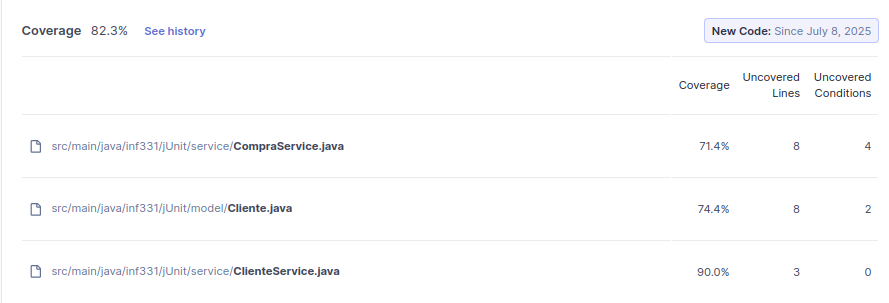 Coverage 82.3% See history New Code: Since July 8, 2025
Coverage Uncovered Lines Uncovered Conditions
src/main/java/inf331/jUnit/service/CompraService.java 71.4% 8 4
src/main/java/inf331/jUnit/model/Cliente.java 74.4% 8 2
src/main/java/inf331/jUnit/service/ClienteService.java 90.0% 3 0